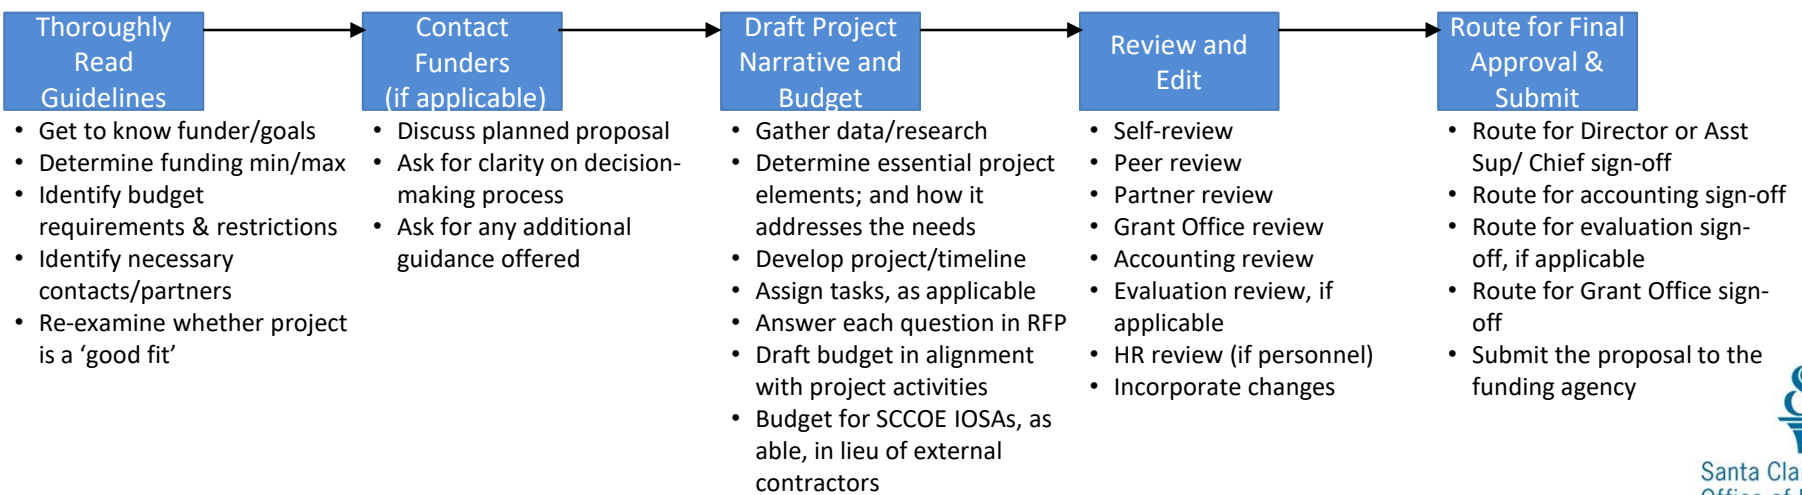 Thoroughly
Read
Guidelines
• Get to know funder/goals
• Determine funding min/max
• Identify budget
requirements & restrictions
• Identify necessary
contacts/partners
• Re-examine whether project
is a ‘good fit’
Contact
Funders
(if applicable)
• Discuss planned proposal
• Ask for clarity on decision-
making process
• Ask for any additional
guidance offered
Draft Project
Narrative and
Budget
• Gather data/research
• Determine essential project
elements; and how it
addresses the needs
• Develop project/timeline
• Assign tasks, as applicable
• Answer each question in RFP
• Draft budget in alignment
with project activities
• Budget for SCCOE IOSAs, as
able, in lieu of external
contractors
Review and
Edit
• Self-review
• Peer review
• Partner review
• Grant Office review
• Accounting review
• Evaluation review, if
applicable
• HR review (if personnel)
• Incorporate changes
Route for Final
Approval &
Submit
• Route for Director or Asst
Sup/ Chief sign-off
• Route for accounting sign-off
• Route for evaluation sign-
off, if applicable
• Route for Grant Office sign-
off
• Submit the proposal to the
funding agency
Santa